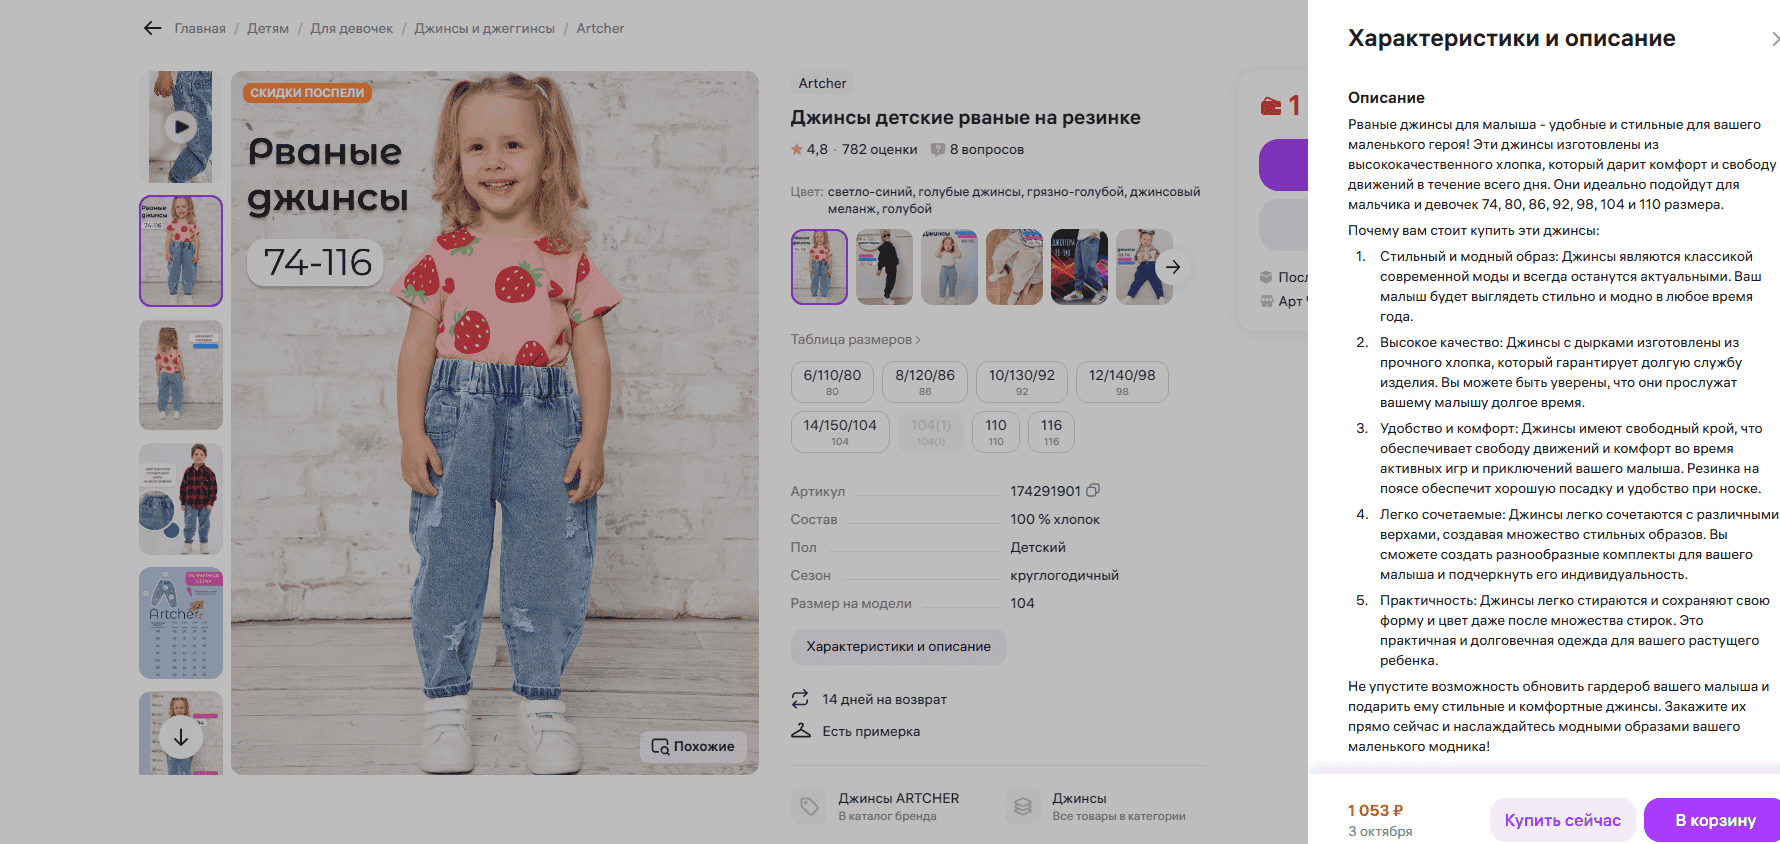 Главная / Детям / Для девочек / Джинсы и джеггинсы / Artcher
СКИДКИ ПОСПЕЛИ
Рваные
джинсы
74-116
Похожие
Рваные
джинсы
74-116
Artcher
Artcher
Джинсы детские рваные на резинке
4,8 · 782 оценки 8 вопросов
Цвет: светло-синий, голубые джинсы, грязно-голубой, джинсовый
меланж, голубой
Таблица размеров >
6/110/80
80
8/120/86
86
10/130/92
92
12/140/98
98
14/150/104
104
104(1)
104(1)
110
110
116
116
Артикул 174291901
Состав 100 % хлопок
Пол Детский
Сезон круглогодичный
Размер на модели 104
Характеристики и описание
14 дней на возврат
Есть примерка
Джинсы ARTCHER
В каталог бренда
Джинсы
Все товары в категории
1
Посл
Арт
Характеристики и описание
Описание
Рваные джинсы для малыша - удобные и стильные для вашего
маленького героя! Эти джинсы изготовлены из
высококачественного хлопка, который дарит комфорт и свободу
движений в течение всего дня. Они идеально подойдут для
мальчика и девочек 74, 80, 86, 92, 98, 104 и 110 размера.
Почему вам стоит купить эти джинсы:
1. Стильный и модный образ: Джинсы являются классикой
современной моды и всегда останутся актуальными. Ваш
малыш будет выглядеть стильно и модно в любое время
года.
2. Высокое качество: Джинсы с дырками изготовлены из
прочного хлопка, который гарантирует долгую службу
изделия. Вы можете быть уверены, что они прослужат
вашему малышу долгое время.
3. Удобство и комфорт: Джинсы имеют свободный крой, что
обеспечивает свободу движений и комфорт во время
активных игр и приключений вашего малыша. Резинка на
поясе обеспечит хорошую посадку и удобство при носке.
4. Легко сочетаемые: Джинсы легко сочетаются с различными
верхами, создавая множество стильных образов. Вы
сможете создать разнообразные комплекты для вашего
малыша и подчеркнуть его индивидуальность.
5. Практичность: Джинсы легко стираются и сохраняют свою
форму и цвет даже после множества стирок. Это
практичная и долговечная одежда для вашего растущего
ребенка.
Не упустите возможность обновить гардероб вашего малыша и
подарить ему стильные и комфортные джинсы. Закажите их
прямо сейчас и наслаждайтесь модными образами вашего
маленького модника!
1 053 ₽
3 октября
Купить сейчас
В корзину